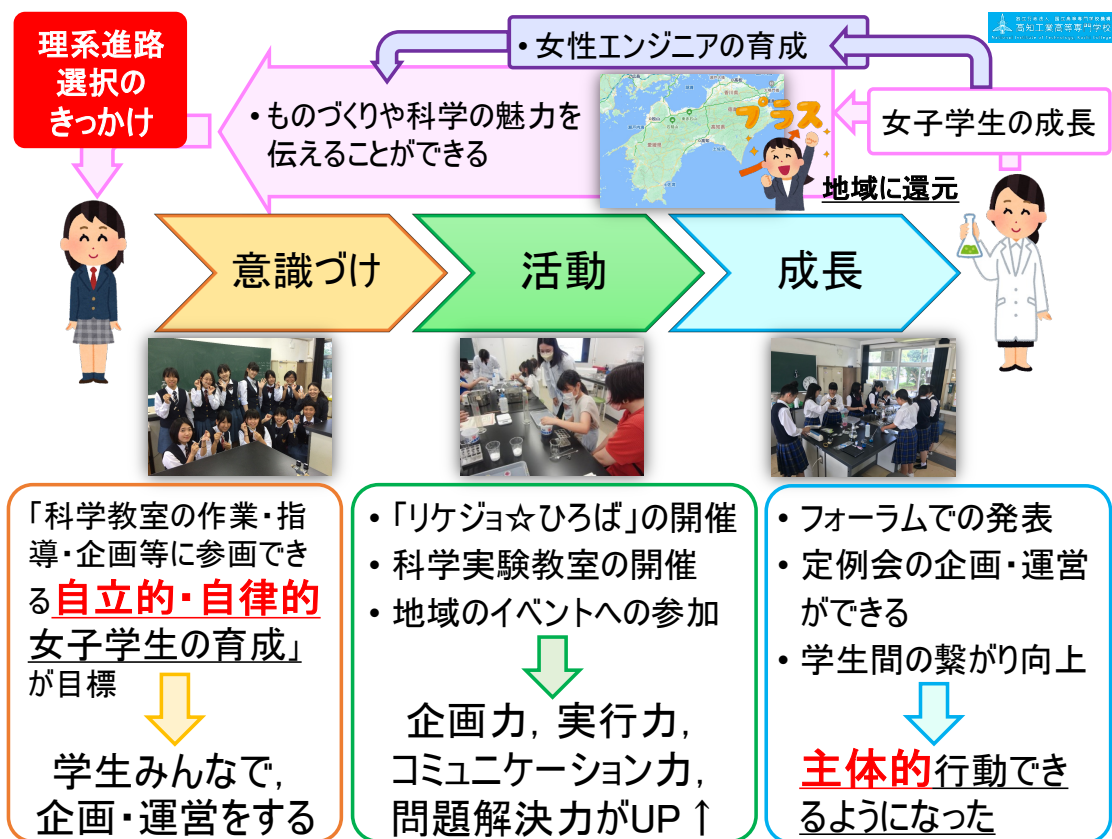 理系進路
選択の
きっかけ
・女性エンジニアの育成
高知工業高等専門学校
・ものづくりや科学の魅力を
伝えることができる
プラス
女子学生の成長
地域に還元
意識づけ
活動
成長
「科学教室の作業・指
導・企画等に参画でき
る自立的・自律的
女子学生の育成」
が目標
学生みんなで,
企画・運営をする
・「リケジョ☆ひろば」の開催
・科学実験教室の開催
・地域のイベントへの参加
企画力, 実行力,
コミュニケーション力,
問題解決力がUP↑
・フォーラムでの発表
・定例会の企画・運営
ができる
・学生間の繋がり向上
主体的行動でき
るようになった